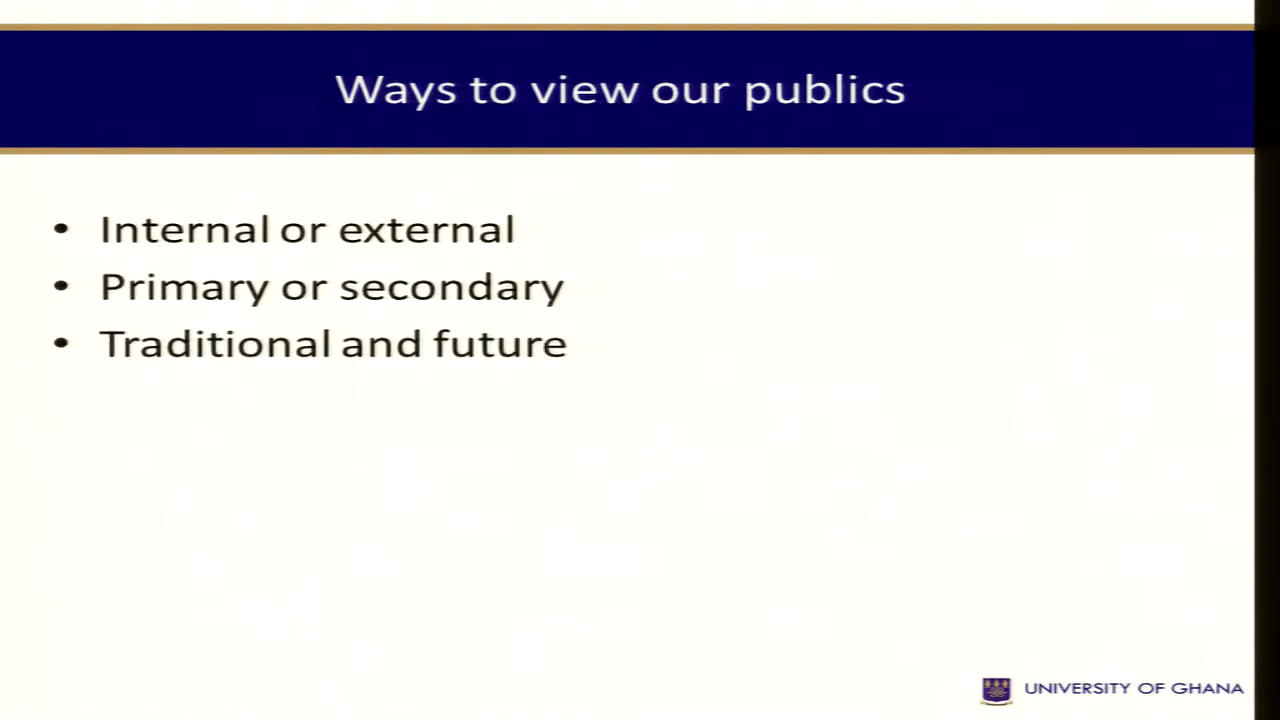 Ways to view our publics
• Internal or external
• Primary or secondary
• Traditional and future
UNIVERSITY OF GHANA